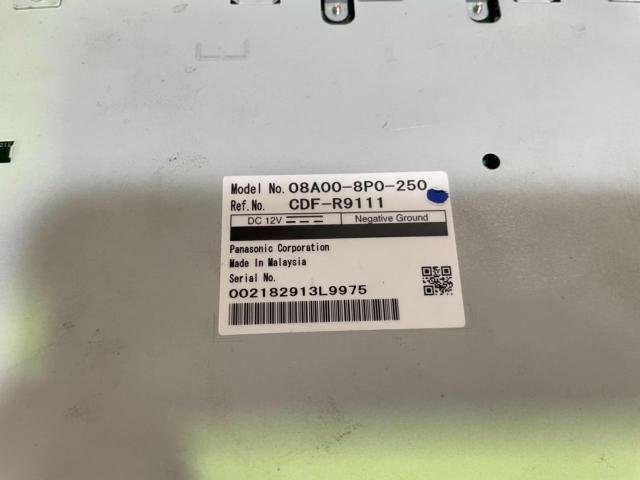 Model No. 08A00-8P0-250
Ref.No. CDF-R9111
DC 12V Negative Ground
Panasonic Corporation
Made In Malaysia
Serial No.
002182913L9975